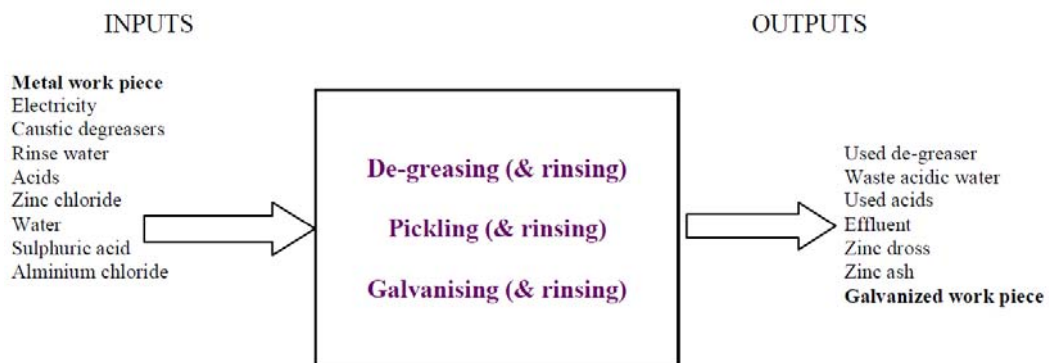 INPUTS
OUTPUTS
Metal work piece
Electricity
Caustic degreasers
Rinse water
Acids
Zinc chloride
Water
Sulphuric acid
Alminium chloride
De-greasing (& rinsing)
Pickling (& rinsing)
Galvanising (& rinsing)
Used de-greaser
Waste acidic water
Used acids
Effluent
Zinc dross
Zinc ash
Galvanized work piece